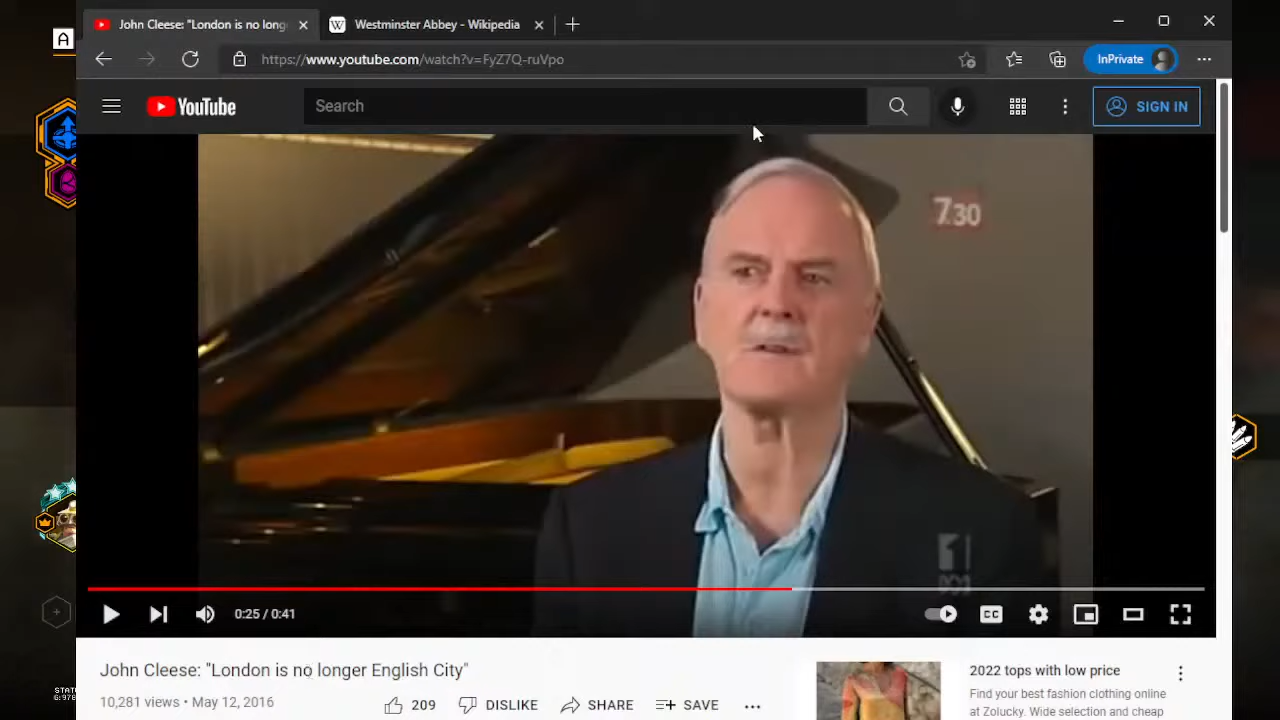 A
John Cleese: "London is no long
Westminster Abbey - Wikipedia
https://www.youtube.com/watch?v=FyZ7Q-ruVpo
InPrivate
YouTube
Search
SIGN IN
7.30
1
0:25 / 0:41
CC
John Cleese: "London is no longer English City"
10,281 views • May 12, 2016
209
DISLIKE
SHARE
SAVE
2022 tops with low price
Find your best fashion clothing online
at Zolucky. Wide selection and cheap